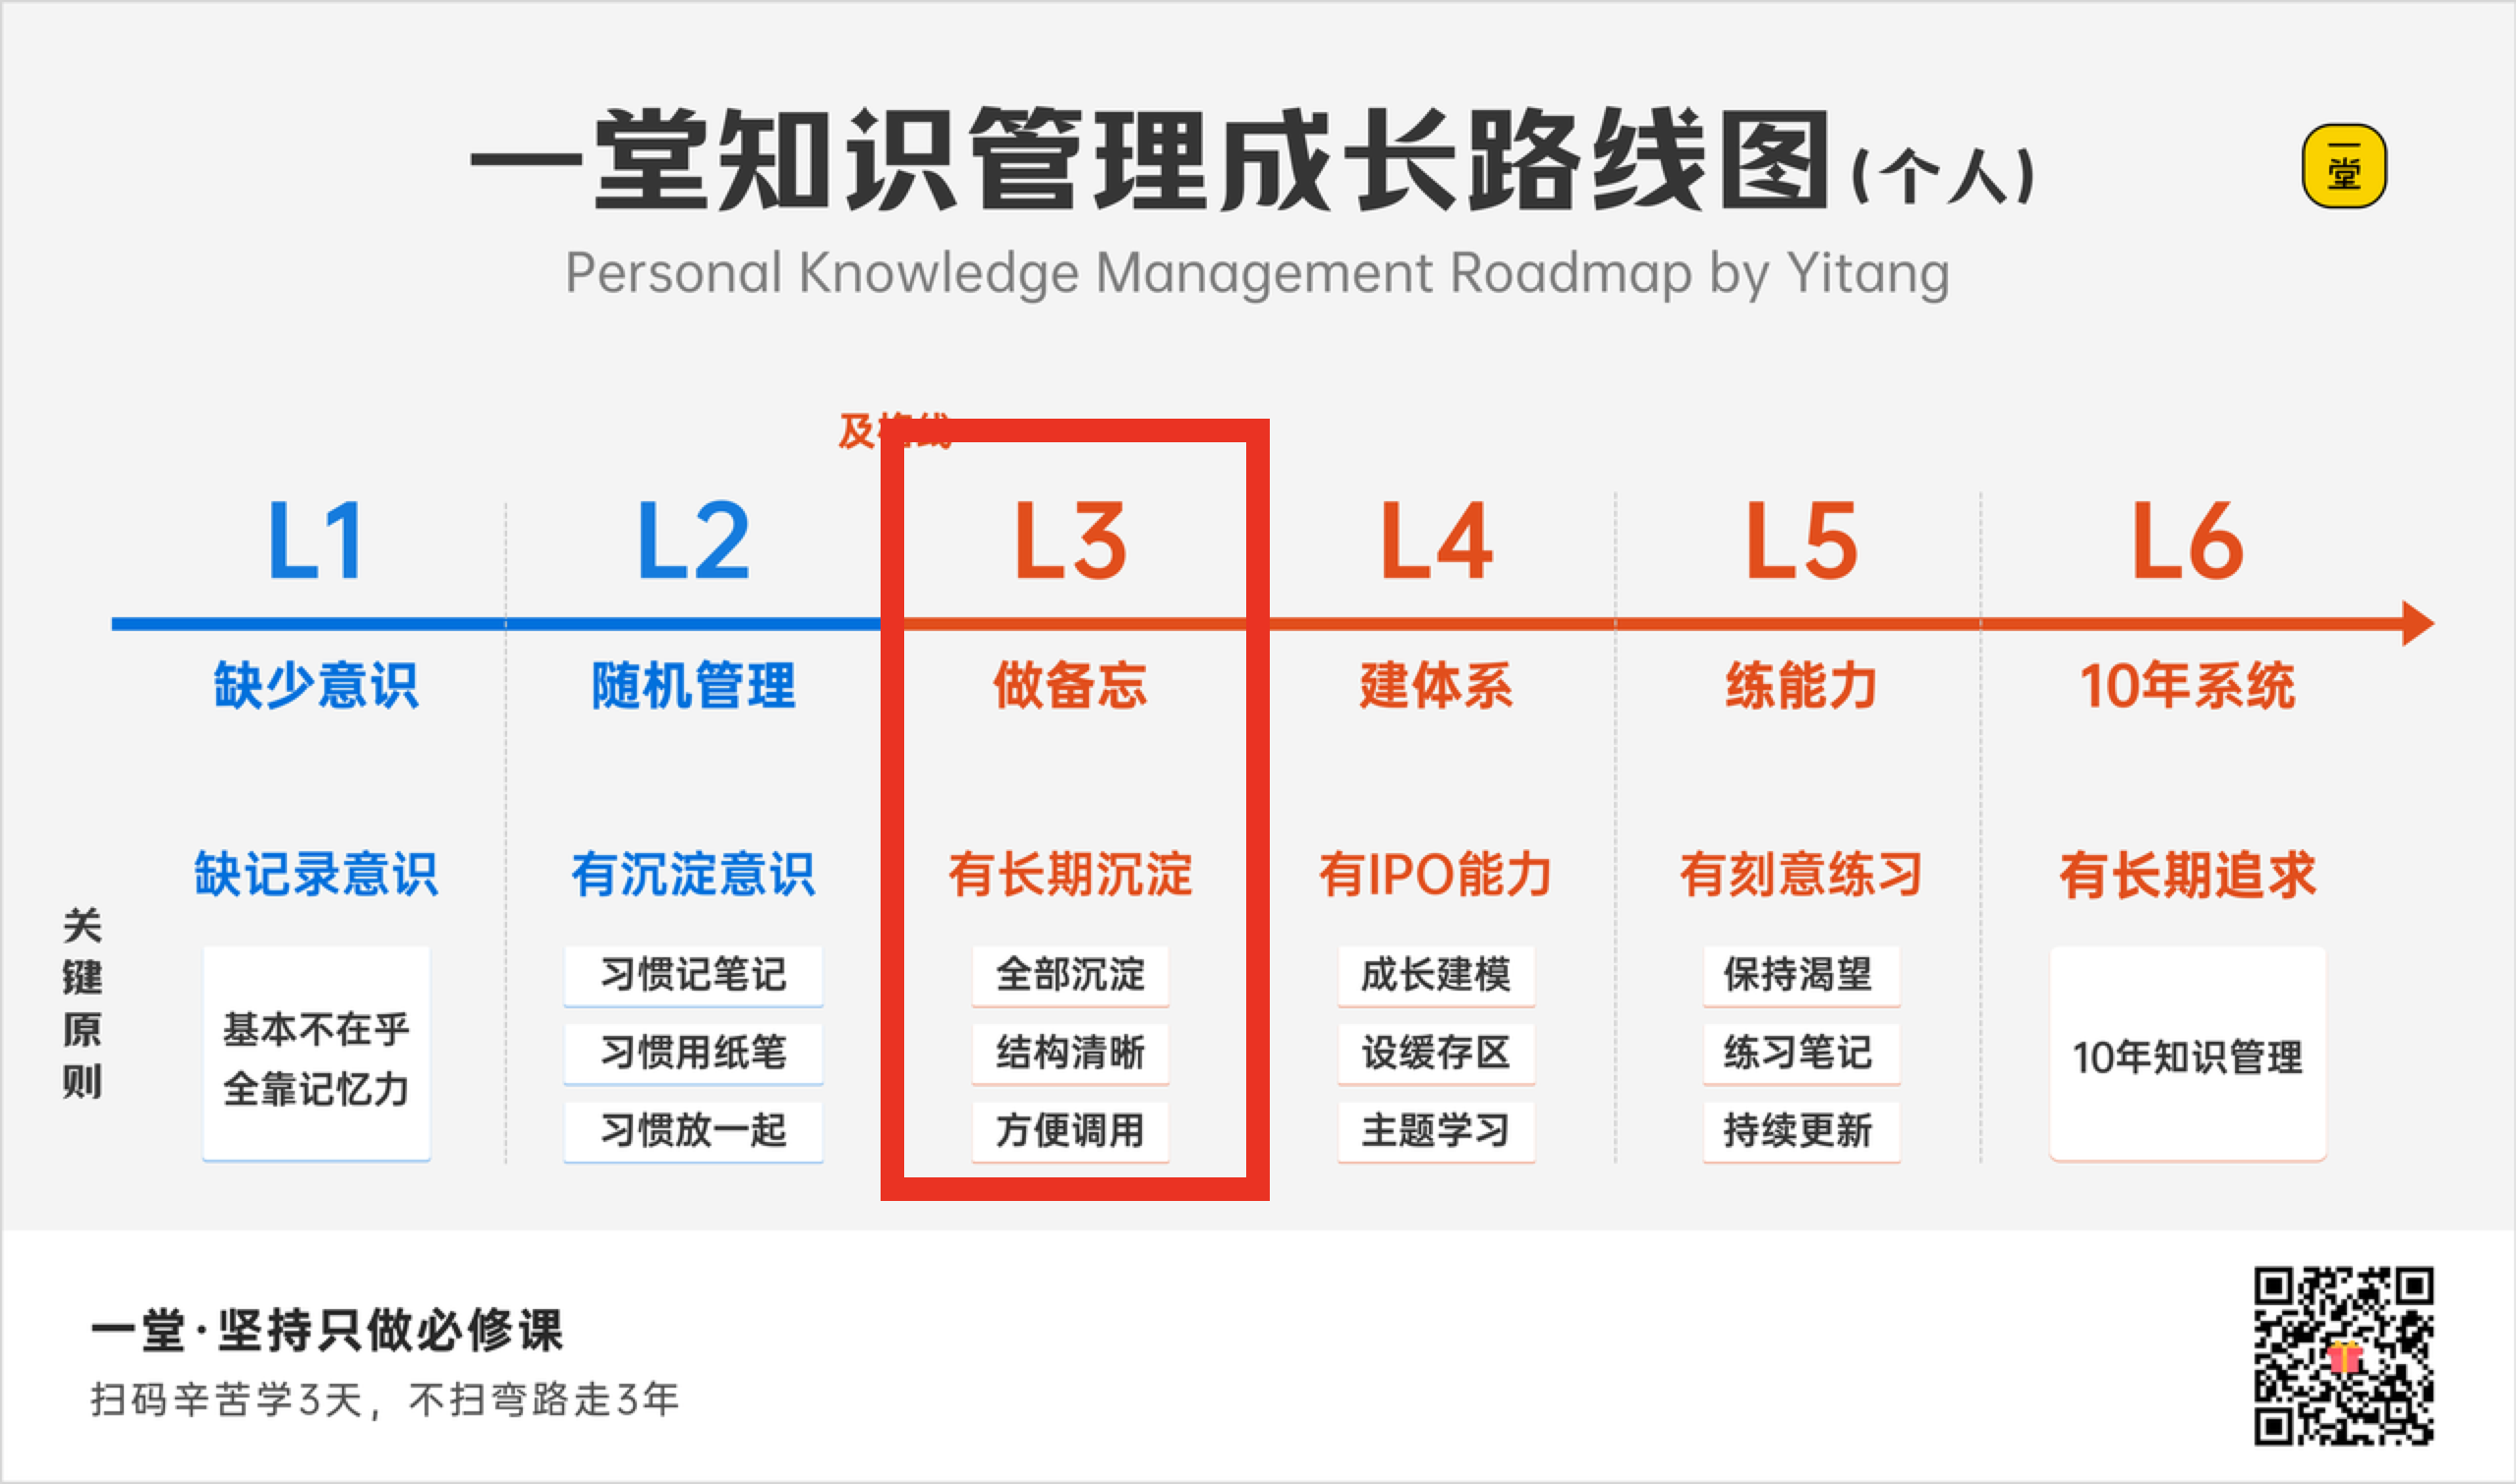 一堂知识管理成长路线图(个人)
一堂
Personal Knowledge Management Roadmap by Yitang
及格线
L1
L2
L3
L4
L5
L6
缺少意识
随机管理
做备忘
建体系
练能力
10年系统
关键原则
缺记录意识
有沉淀意识
有长期沉淀
有IPO能力
有刻意练习
有长期追求
基本不在乎
全靠记忆力
习惯记笔记
习惯用纸笔
习惯放一起
全部沉淀
结构清晰
方便调用
成长建模
设缓存区
主题学习
保持渴望
练习笔记
持续更新
10年知识管理
一堂·坚持只做必修课
扫码辛苦学3天，不扫弯路走3年